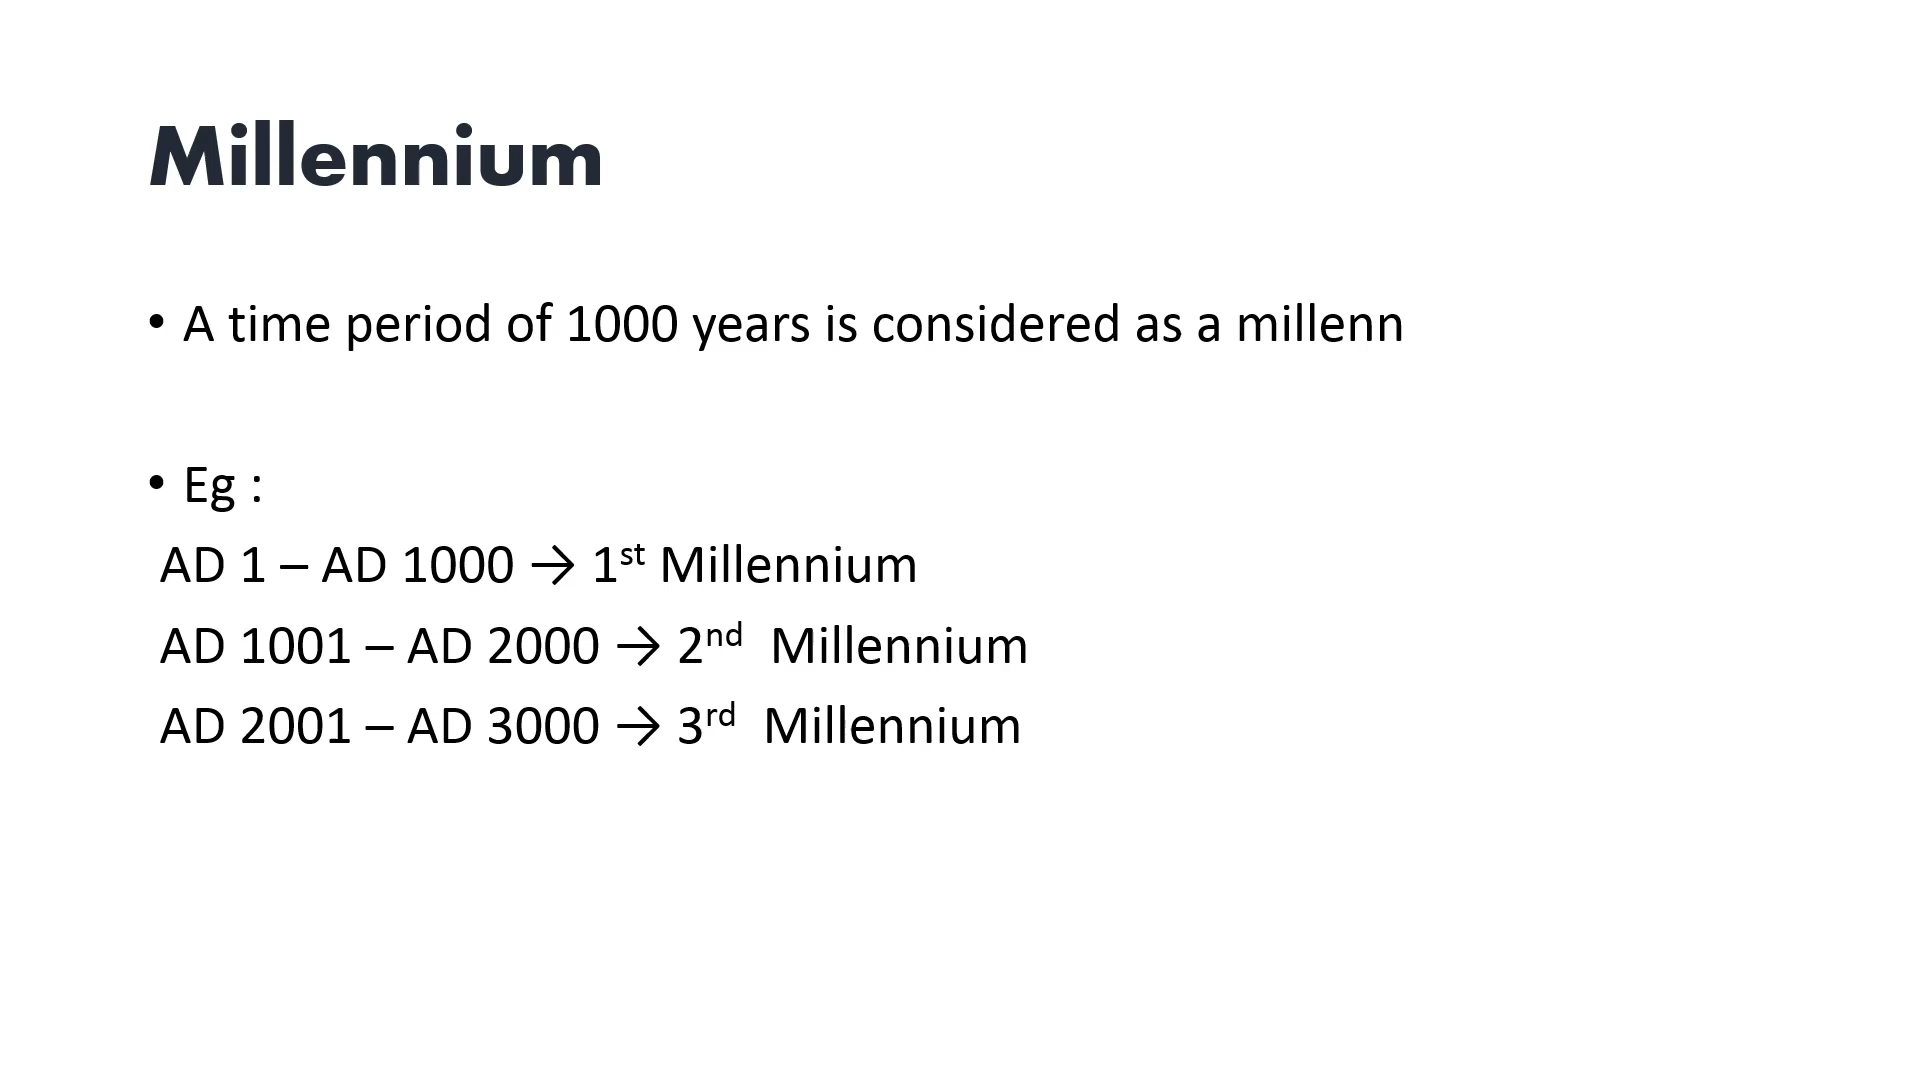 Millennium
• A time period of 1000 years is considered as a millenn
• Eg :
AD 1 – AD 1000 → 1st Millennium
AD 1001 – AD 2000 → 2nd Millennium
AD 2001 – AD 3000 → 3rd Millennium